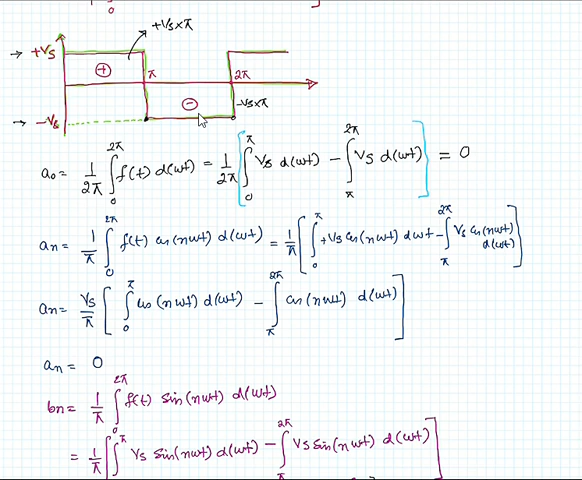 +Vs×π
+Vs
+
π
2π
-
-Vs×π
-Vs
a₀ = 1/2π ∫₀^2π f(t) d(ωt) = 1/2π [ ∫₀^π Vs d(ωt) - ∫π^2π Vs d(ωt) ] = 0
an = 1/π ∫₀^2π f(t) cos(nωt) d(ωt) = 1/π [ ∫₀^π +Vs cos(nωt) dωt - ∫π^2π Vs cos(nωt) d(ωt) ]
an = Vs/π [ ∫₀^π cos(nωt) d(ωt) - ∫π^2π cos(nωt) d(ωt) ]
an = 0
bn = 1/π ∫₀^2π f(t) sin(nωt) d(ωt)
= 1/π [ ∫₀^π Vs sin(nωt) d(ωt) - ∫π^2π Vs sin(nωt) d(ωt) ]